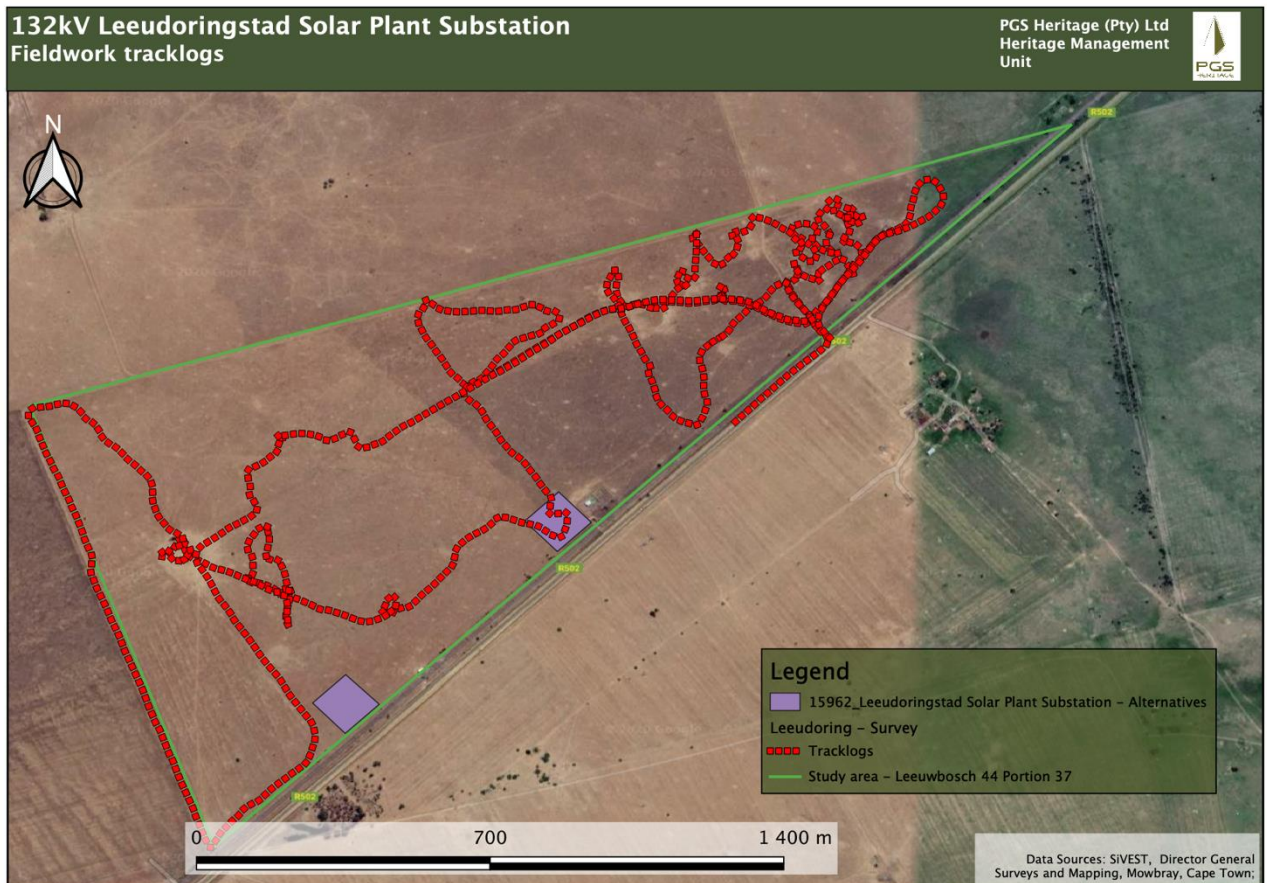 132kV Leeudoringstad Solar Plant Substation
Fieldwork tracklogs
PGS Heritage (Pty) Ltd
Heritage Management
Unit
PGS
HERITAGE
N
R502
R502
R502
Legend
15962_Leeudoringstad Solar Plant Substation - Alternatives
Leeudoring - Survey
Tracklogs
Study area - Leeuwbosch 44 Portion 37
0
700
1 400 m
Data Sources: SiVEST, Director General
Surveys and Mapping, Mowbray, Cape Town;